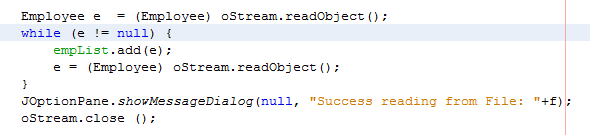 Employee e  = (Employee) oStream.readObject();
while (e != null) {
    empList.add(e);
    e = (Employee) oStream.readObject();
}
JOptionPane.showMessageDialog(null, "Success reading from File: "+f);
oStream.close ();